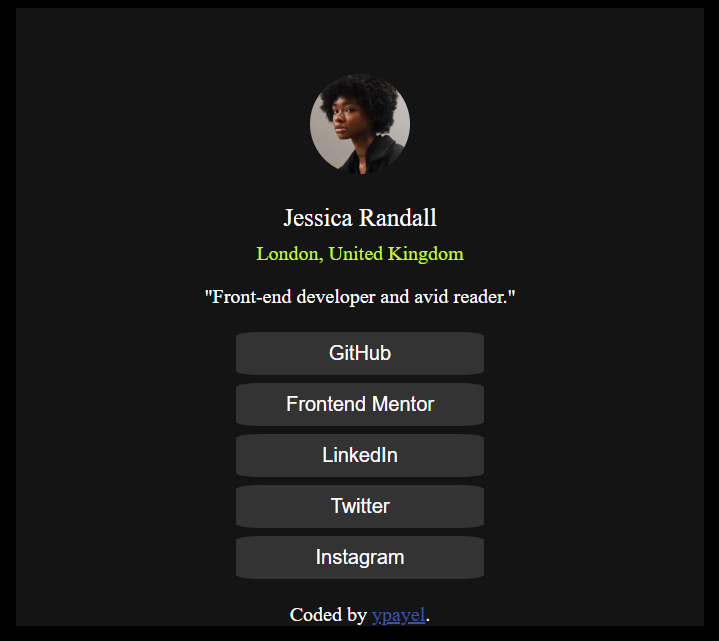 Jessica Randall
London, United Kingdom
"Front-end developer and avid reader."
GitHub
Frontend Mentor
LinkedIn
Twitter
Instagram
Coded by ypayel.